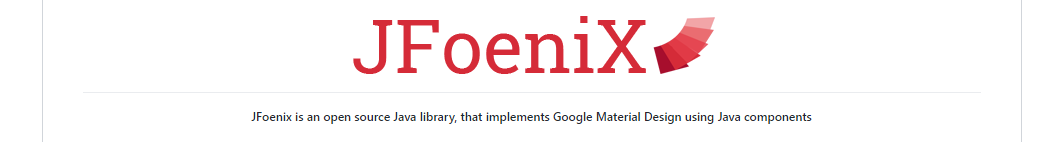 JFoeniX
JFoenix is an open source Java library, that implements Google Material Design using Java components